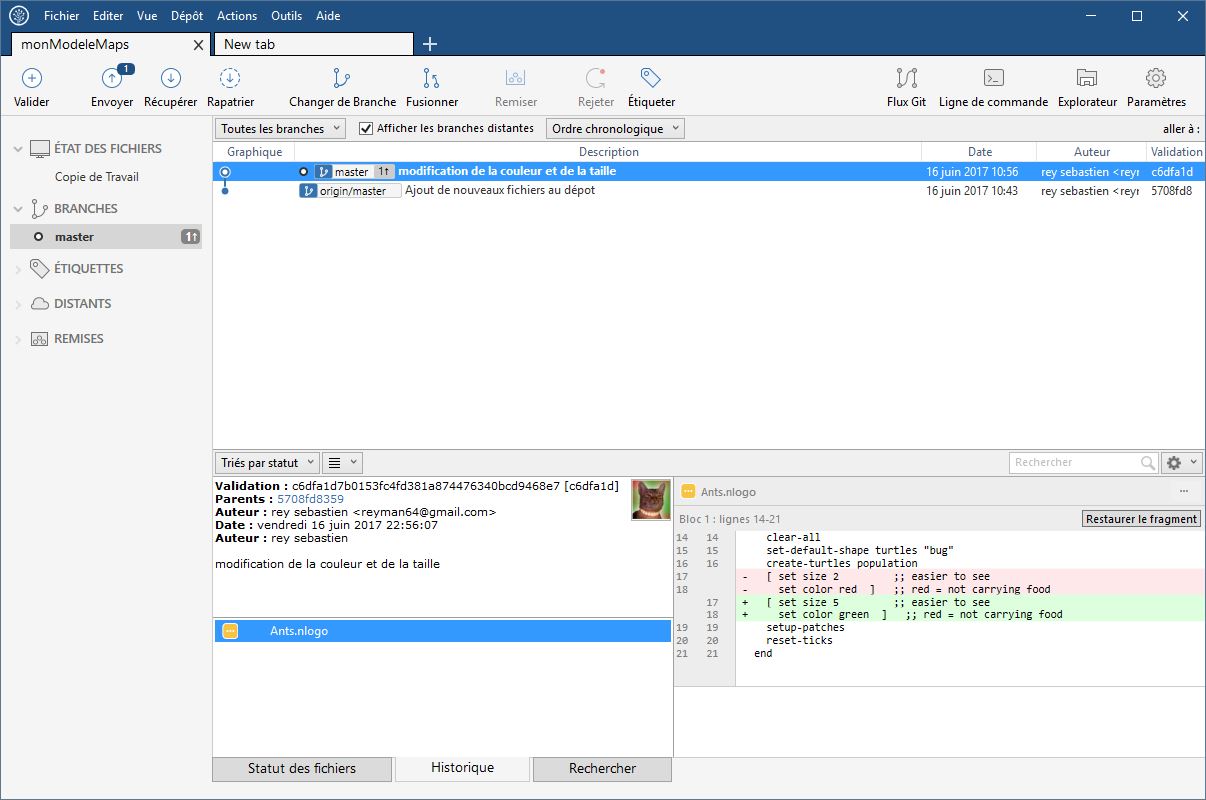 Fichier Editer Vue Dépôt Actions Outils Aide
monModeleMaps New tab
1
Valider Envoyer Récupérer Rapatrier Changer de Branche Fusionner Remiser Rejeter Étiqueter Flux Git Ligne de commande Explorateur Paramètres
Toutes les branches Afficher les branches distantes Ordre chronologique aller à :
ÉTAT DES FICHIERS
Copie de Travail
BRANCHES
master 1↑
ÉTIQUETTES
DISTANTS
REMISES
Graphique Description Date Auteur Validation
master 1↑ modification de la couleur et de la taille 16 juin 2017 10:56 rey sebastien <reyr c6dfa1d
origin/master Ajout de nouveaux fichiers au dépot 16 juin 2017 10:43 rey sebastien <reyr 5708fd8
Triés par statut Rechercher
Validation : c6dfa1d7b0153fc4fd381a874476340bcd9468e7 [c6dfa1d]
Parents : 5708fd8359
Auteur : rey sebastien <reyman64@gmail.com>
Date : vendredi 16 juin 2017 22:56:07
Auteur : rey sebastien
modification de la couleur et de la taille
Ants.nlogo
Ants.nlogo ...
Bloc 1 : lignes 14-21 Restaurer le fragment
14 14 clear-all
15 15 set-default-shape turtles "bug"
16 16 create-turtles population
17 - [ set size 2 ;; easier to see
18 - set color red ] ;; red = not carrying food
17 + [ set size 5 ;; easier to see
18 + set color green ] ;; red = not carrying food
19 19 setup-patches
20 20 reset-ticks
21 21 end
Statut des fichiers Historique Rechercher